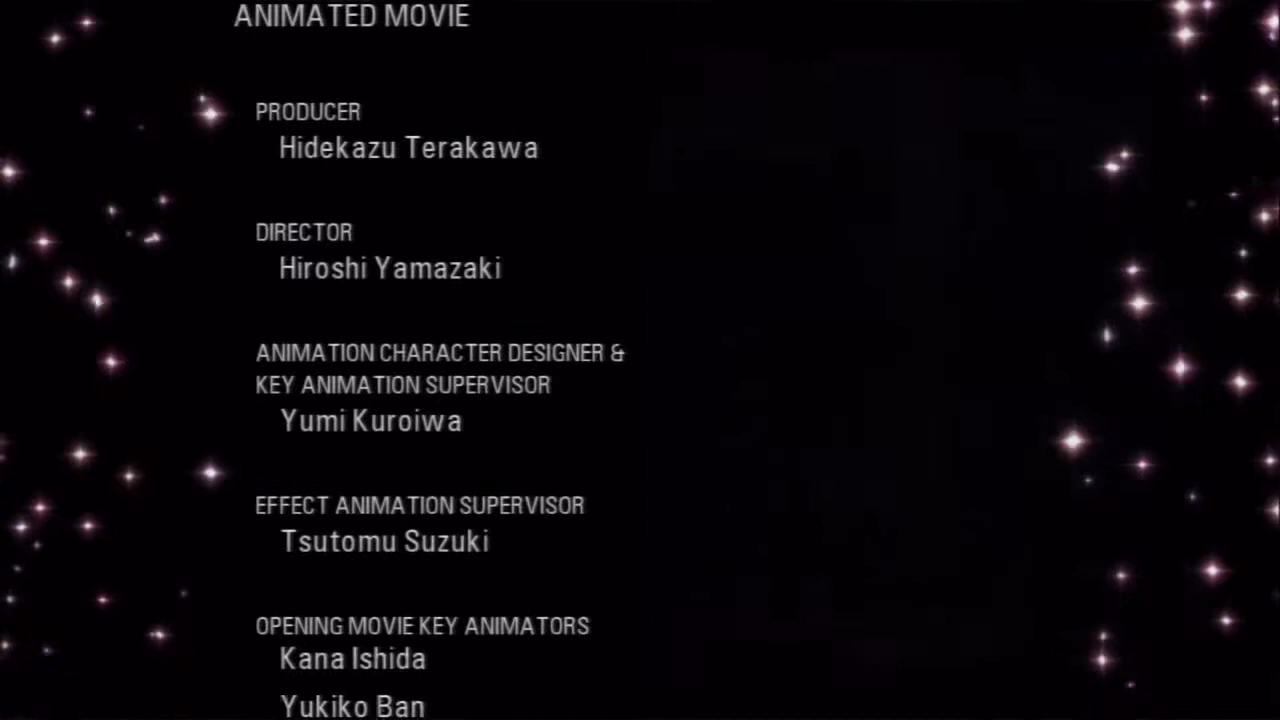 ANIMATED MOVIE
PRODUCER
Hidekazu Terakawa
DIRECTOR
Hiroshi Yamazaki
ANIMATION CHARACTER DESIGNER &
KEY ANIMATION SUPERVISOR
Yumi Kuroiwa
EFFECT ANIMATION SUPERVISOR
Tsutomu Suzuki
OPENING MOVIE KEY ANIMATORS
Kana Ishida
Yukiko Ban